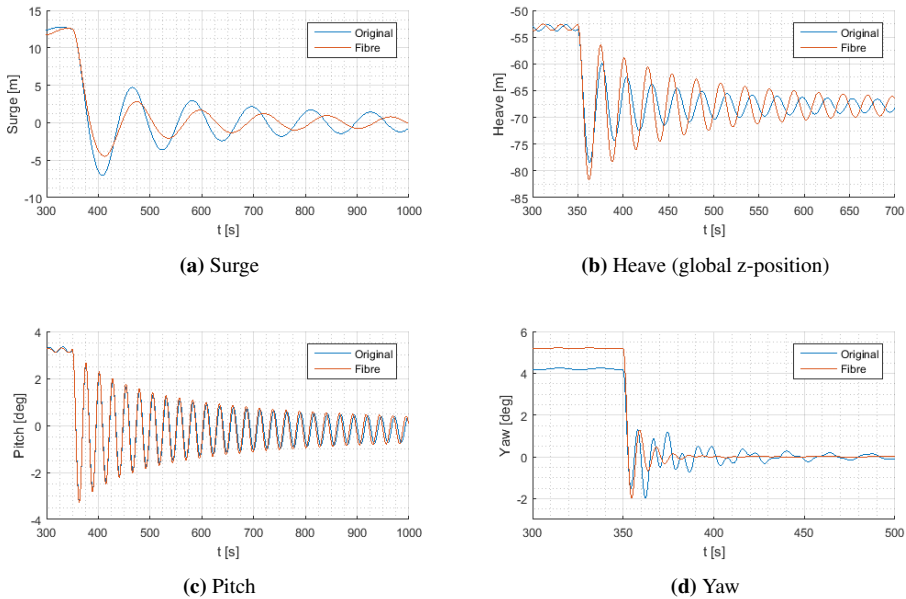 15
10
5
0
-5
-10
Surge [m]
300 400 500 600 700 800 900 1000
t [s]
Original
Fibre
(a) Surge
-50
-55
-60
-65
-70
-75
-80
-85
Heave [m]
300 350 400 450 500 550 600 650 700
t [s]
Original
Fibre
(b) Heave (global z-position)
4
2
0
-2
-4
Pitch [deg]
300 400 500 600 700 800 900 1000
t [s]
Original
Fibre
(c) Pitch
6
4
2
0
-2
Yaw [deg]
300 350 400 450 500
t [s]
Original
Fibre
(d) Yaw